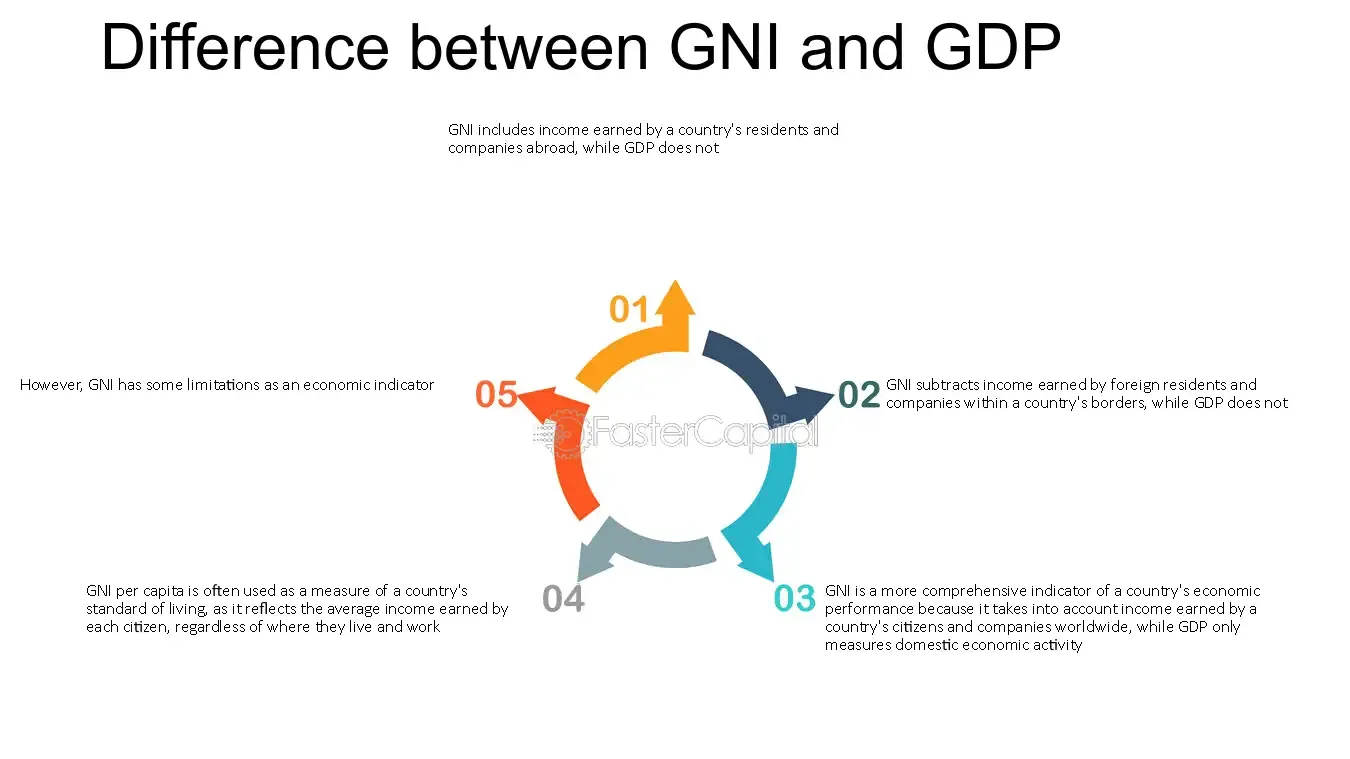 Difference between GNI and GDP
GNI includes income earned by a country's residents and
companies abroad, while GDP does not
01
02
GNI subtracts income earned by foreign residents and
companies within a country's borders, while GDP does not
03
GNI is a more comprehensive indicator of a country's economic
performance because it takes into account income earned by a
country's citizens and companies worldwide, while GDP only
measures domestic economic activity
04
GNI per capita is often used as a measure of a country's
standard of living, as it reflects the average income earned by
each citizen, regardless of where they live and work
05
However, GNI has some limitations as an economic indicator
FasterCapital